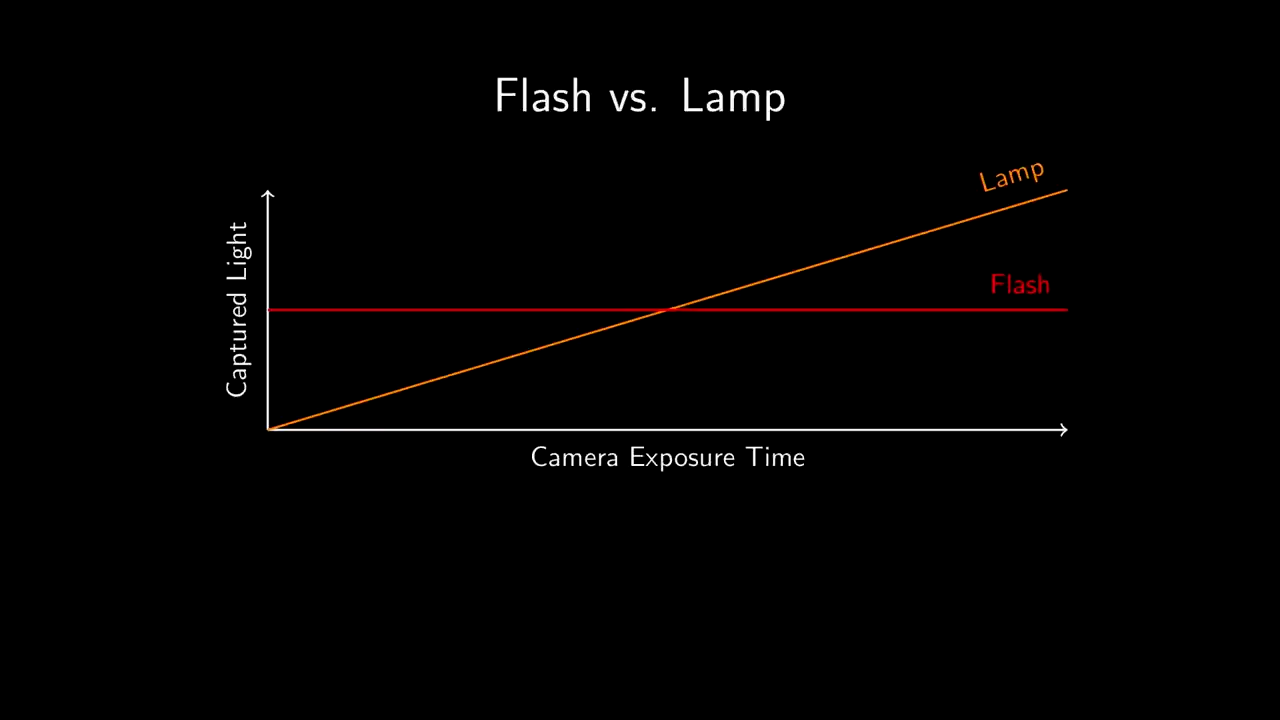 Flash vs. Lamp
Lamp
Flash
Captured Light
Camera Exposure Time